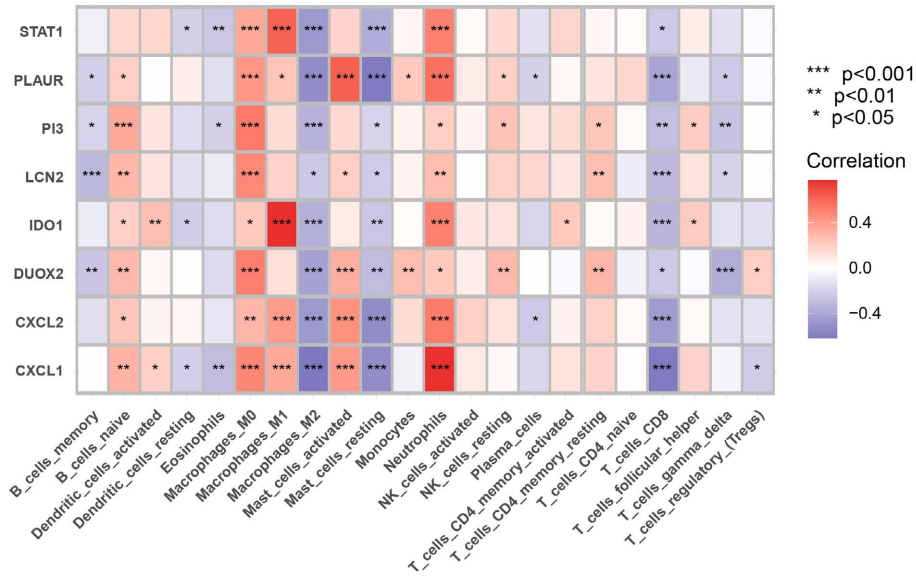 STAT1 * ** *** *** *** *** *** *
PLAUR * * *** * *** *** *** * *** * * *** *
PI3 * *** * *** *** * * * * ** * **
LCN2 *** ** *** * * * ** ** *** *
IDO1 * ** * * *** *** ** *** * *** *
DUOX2 ** ** *** *** *** ** ** * ** ** * *** *
CXCL2 * ** *** *** *** *** *** * ***
CXCL1 ** * * ** *** *** *** *** *** *** *** *
B_cells_memory
B_cells_naive
Dendritic_cells_activated
Dendritic_cells_resting
Eosinophils
Macrophages_M0
Macrophages_M1
Macrophages_M2
Mast_cells_activated
Mast_cells_resting
Monocytes
Neutrophils
NK_cells_activated
NK_cells_resting
Plasma_cells
T_cells_CD4_memory_activated
T_cells_CD4_memory_resting
T_cells_CD4_naive
T_cells_CD8
T_cells_follicular_helper
T_cells_gamma_delta
T_cells_regulatory_(Tregs)
*** p<0.001
** p<0.01
* p<0.05
Correlation
0.4
0.0
−0.4